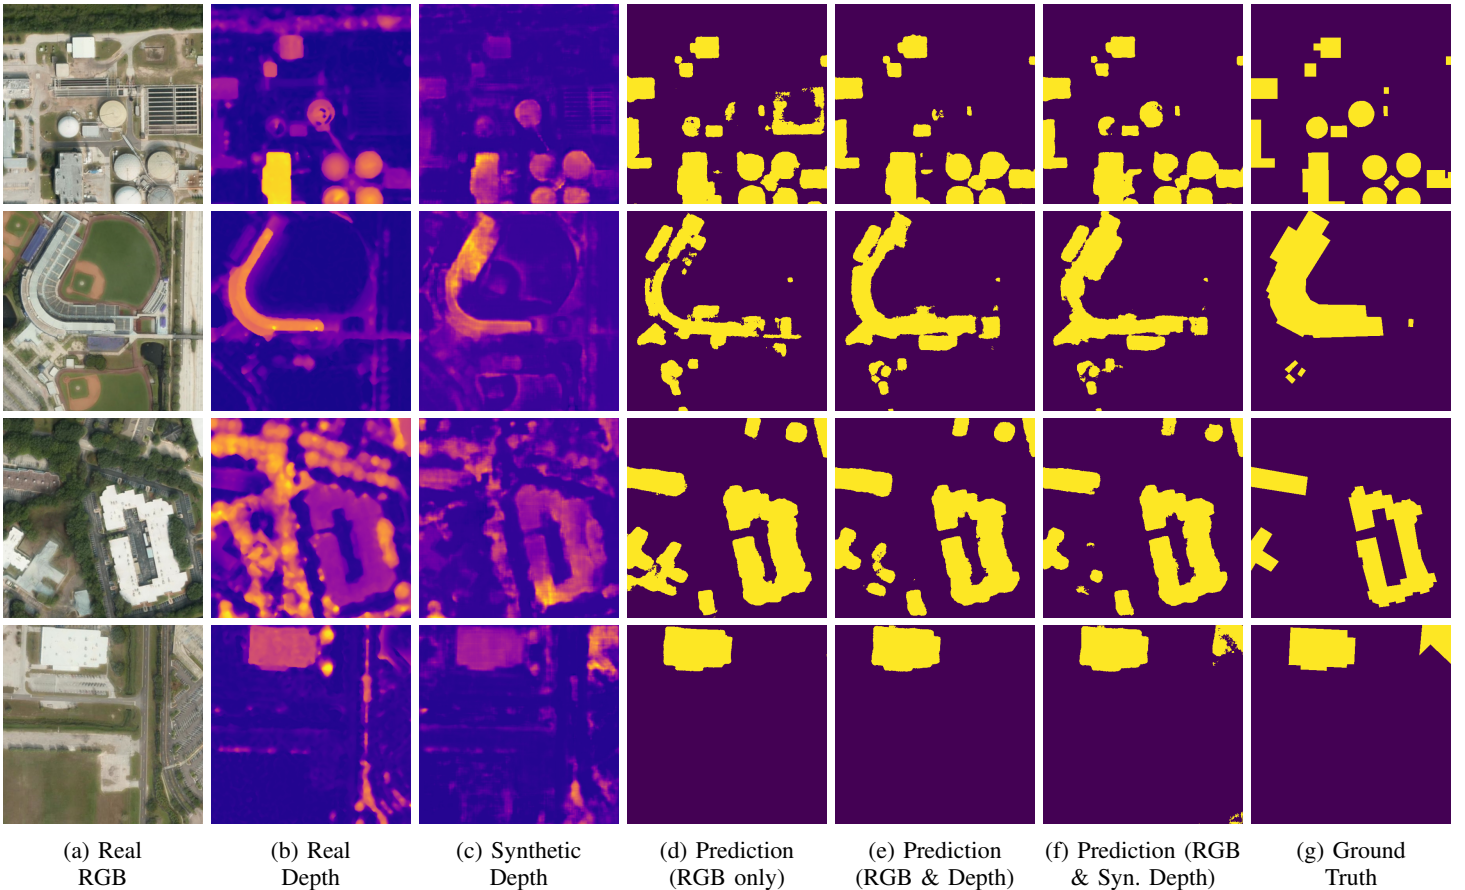 (a) Real
RGB
(b) Real
Depth
(c) Synthetic
Depth
(d) Prediction
(RGB only)
(e) Prediction
(RGB & Depth)
(f) Prediction (RGB
& Syn. Depth)
(g) Ground
Truth